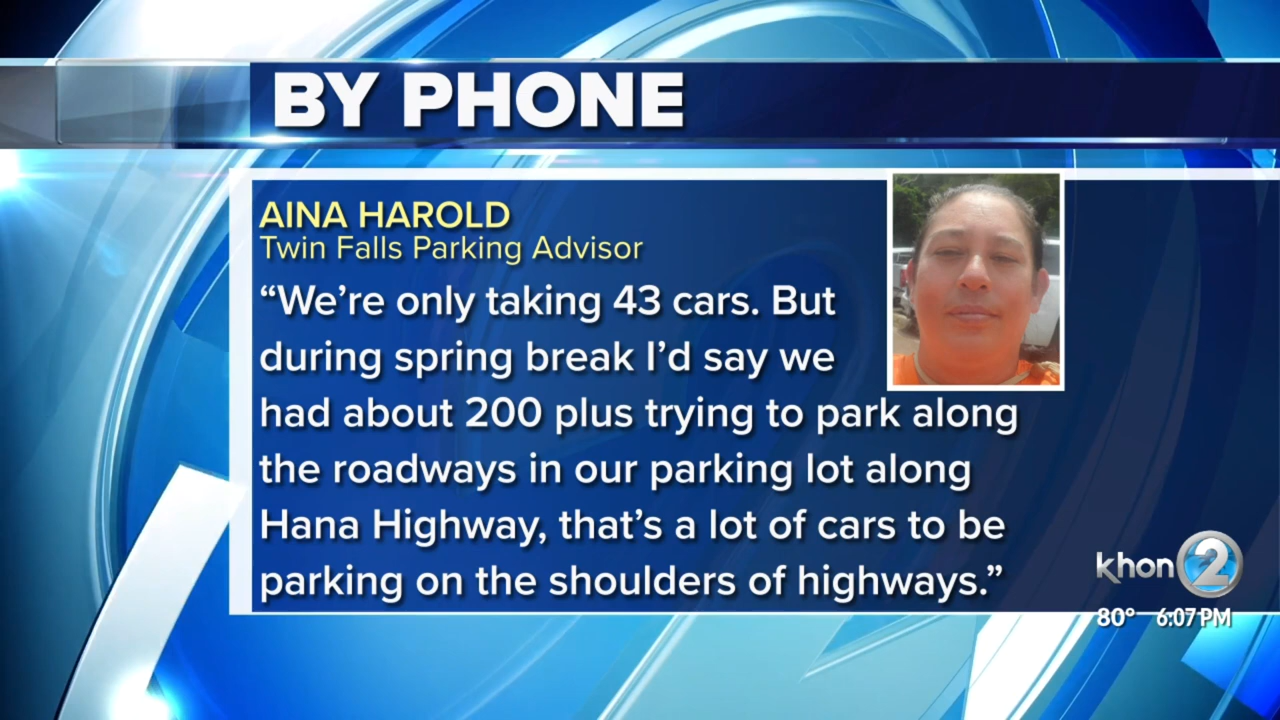 BY PHONE
AINA HAROLD
Twin Falls Parking Advisor
“We’re only taking 43 cars. But
during spring break I’d say we
had about 200 plus trying to park along
the roadways in our parking lot along
Hana Highway, that’s a lot of cars to be
parking on the shoulders of highways.”
khon 2
80° 6:07 PM